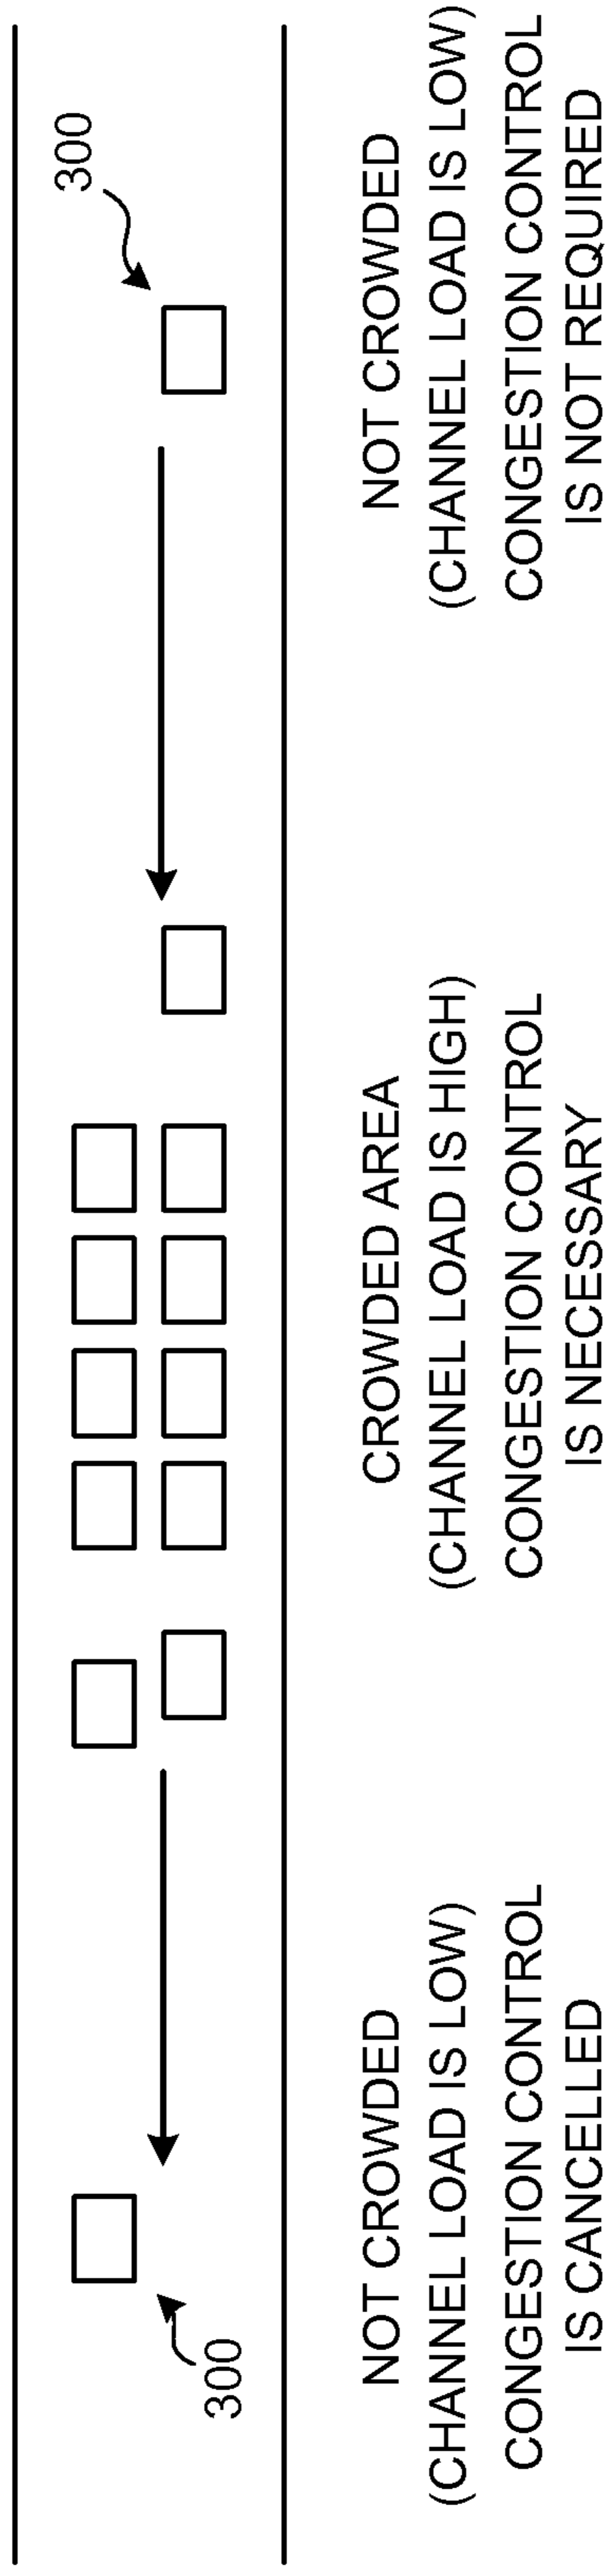 300
300
NOT CROWDED
(CHANNEL LOAD IS LOW)
CONGESTION CONTROL
IS CANCELLED
CROWDED AREA
(CHANNEL LOAD IS HIGH)
CONGESTION CONTROL
IS NECESSARY
NOT CROWDED
(CHANNEL LOAD IS LOW)
CONGESTION CONTROL
IS NOT REQUIRED